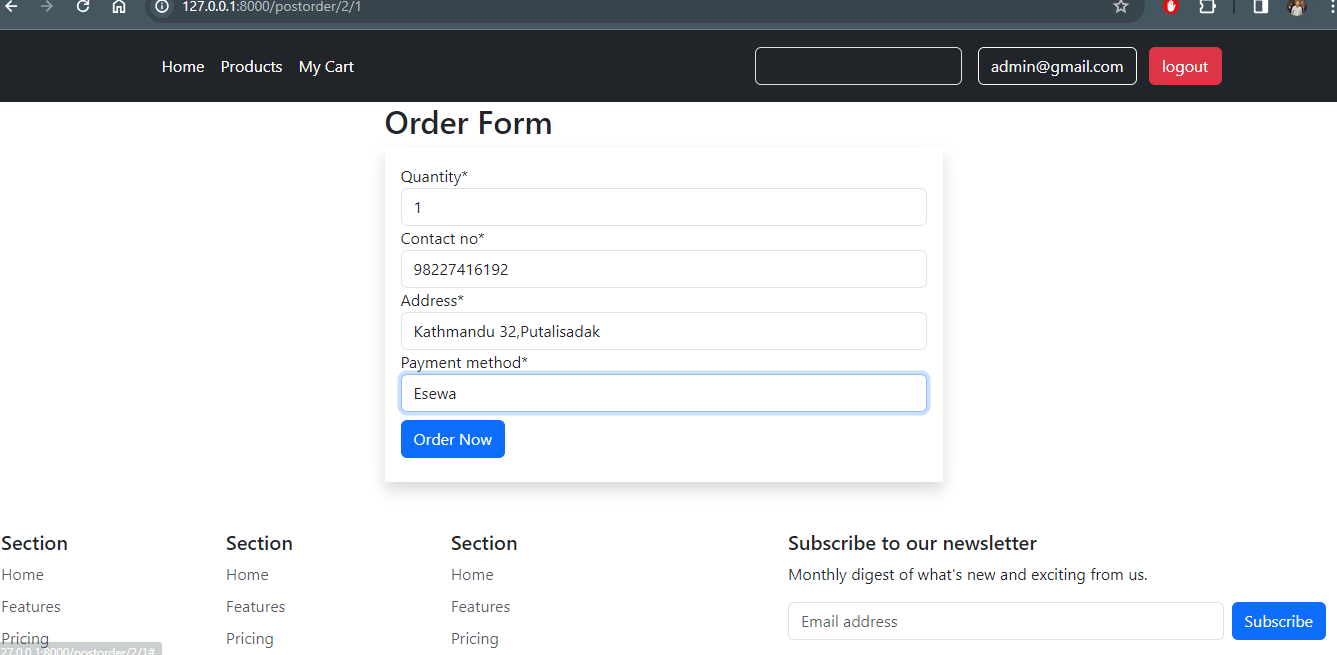 127.0.0.1:8000/postorder/2/1
Home Products My Cart admin@gmail.com logout
Order Form
Quantity*
1
Contact no*
98227416192
Address*
Kathmandu 32,Putalisadak
Payment method*
Esewa
Order Now
Section Section Section Subscribe to our newsletter
Home Home Home Monthly digest of what's new and exciting from us.
Features Features Features
Email address Subscribe
Pricing Pricing Pricing
27.0.0.1:8000/postorder/2/1#